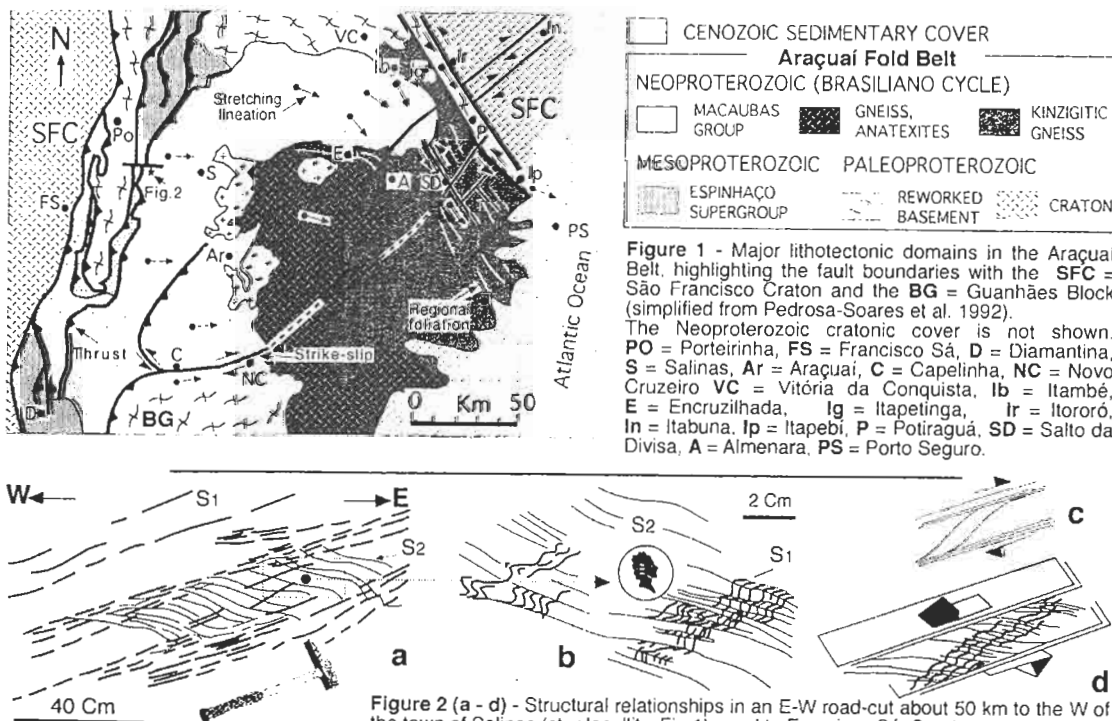 N
SFC
Po
Fig.2
FS
S
Ar
Thrust
C
NC
BG
D
Stretching
lineation
VC
Ib
Ig
Ir
In
SFC
P
Ip
E
A
SD
PS
Regional
foliation
Strike-slip
0 Km 50
Atlantic Ocean
CENOZOIC SEDIMENTARY COVER
Araçuaí Fold Belt
NEOPROTEROZOIC (BRASILIANO CYCLE)
MACAUBAS
GROUP
GNEISS,
ANATEXITES
KINZIGITIC
GNEISS
MESOPROTEROZOIC PALEOPROTEROZOIC
ESPINHAÇO
SUPERGROUP
REWORKED
BASEMENT
CRATON
Figure 1 - Major lithotectonic domains in the Araçuaí
Belt, highlighting the fault boundaries with the SFC =
São Francisco Craton and the BG = Guanhães Block
(simplified from Pedrosa-Soares et al. 1992).
The Neoproterozoic cratonic cover is not shown.
PO = Porteirinha, FS = Francisco Sá, D = Diamantina,
S = Salinas, Ar = Araçuaí, C = Capelinha, NC = Novo
Cruzeiro VC = Vitória da Conquista, Ib = Itambé,
E = Encruzilhada, Ig = Itapetinga, Ir = Itororó,
In = Itabuna, Ip = Itapebi, P = Potiraguá, SD = Salto da
Divisa, A = Almenara, PS = Porto Seguro.
W E
S1
S2
40 Cm
a
S2
2 Cm
S1
b
c
d
Figure 2 (a - d) - Structural relationships in an E-W road-cut about 50 km to the W of